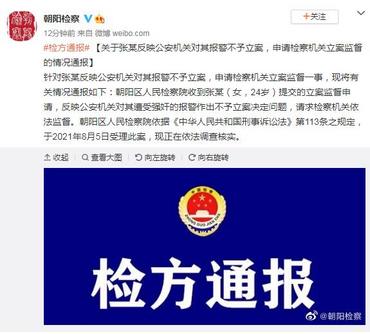 朝阳检察
12分钟前 来自 微博 weibo.com
+关注
#检方通报# 【关于张某反映公安机关对其报警不予立案，申请检察机关立案监督
的情况通报】
针对张某反映公安机关对其报警不予立案，申请检察机关立案监督一事，现将有
关情况通报如下：朝阳区人民检察院收到张某（女，24岁）提交的立案监督申
请，反映公安机关对其遭受强奸的报警作出不予立案决定问题，请求检察机关依
法监督。朝阳区人民检察院依据《中华人民共和国刑事诉讼法》第113条之规定，
于2021年8月5日受理此案，现正在依法调查核实。
收起 查看大图 向左旋转 向右旋转
ZHONG GUO JIAN CHA
检方通报
@朝阳检察